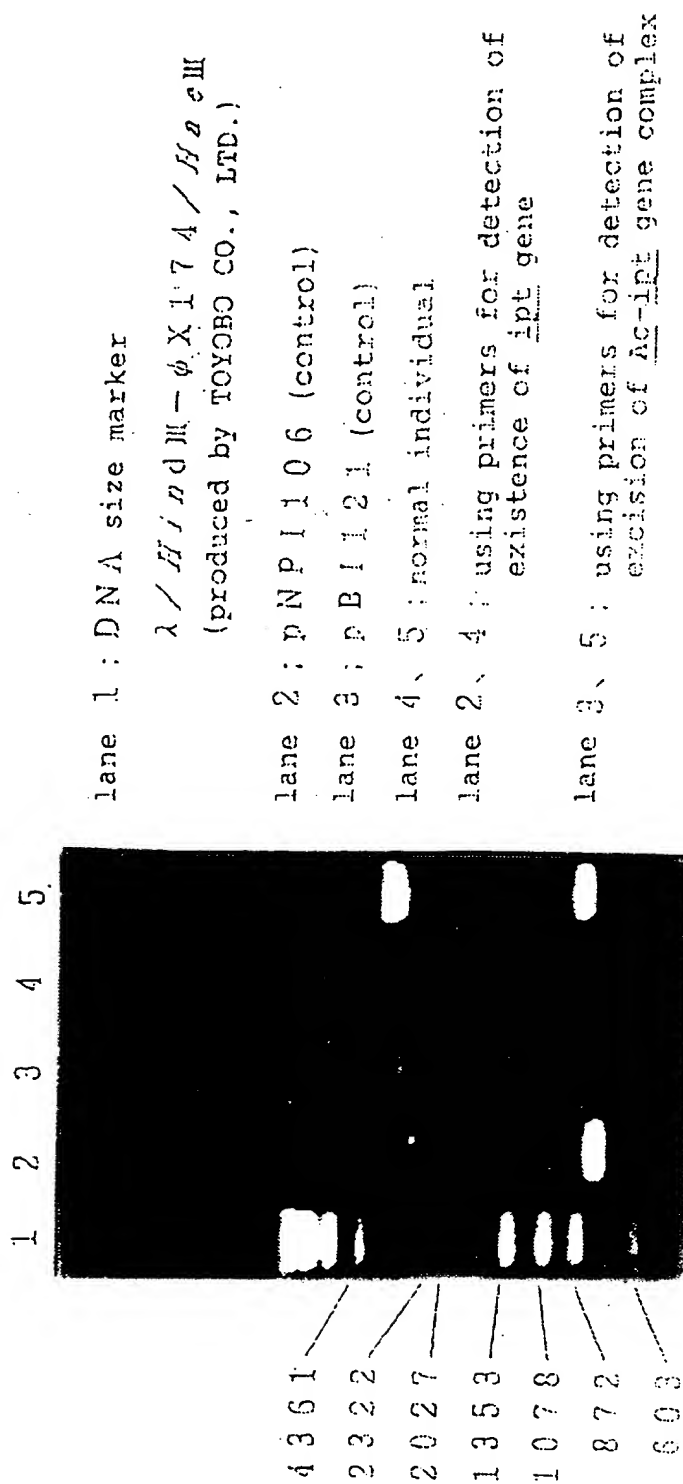 lane 1 : DNA size marker
λ / HindⅢ − φX174 / HacⅢ
(produced by TOYOBO CO., LTD.)
lane 2 ; pNPI106 (control)
lane 3 ; pBI121 (control)
lane 4、5 ; normal individual
lane 2、4 ; using primers for detection of
existence of ipt gene
lane 3、5 ; using primers for detection of
excision of Ac-ipt gene complex
1 2 3 4 5.
4361
2322
2027
1353
1078
872
603